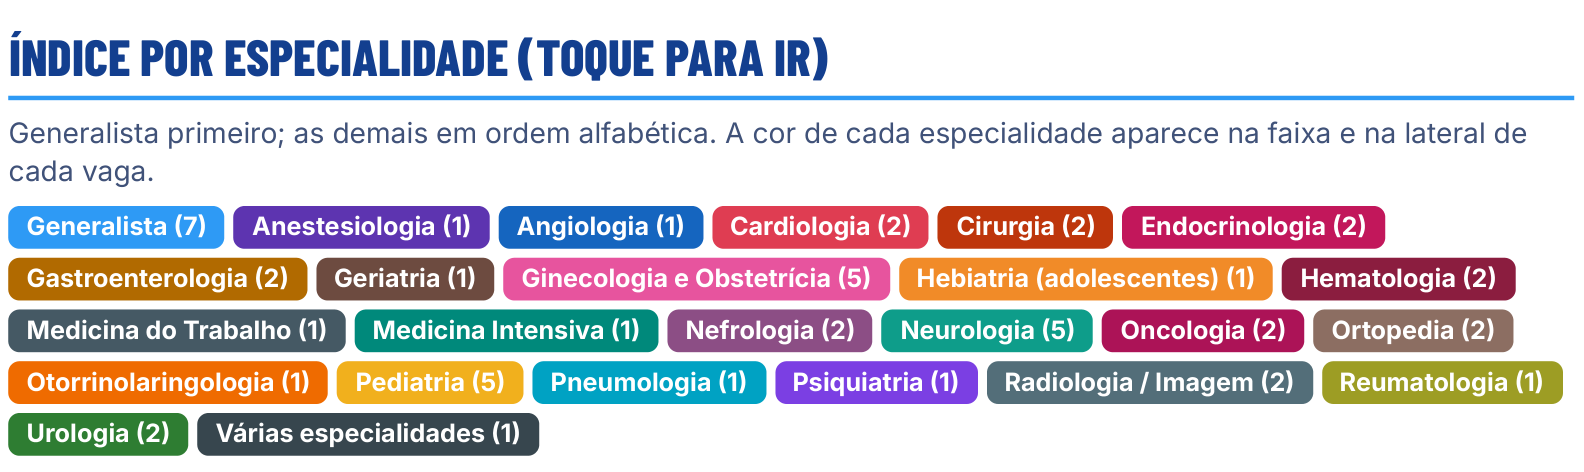 ÍNDICE POR ESPECIALIDADE (TOQUE PARA IR)
Generalista primeiro; as demais em ordem alfabética. A cor de cada especialidade aparece na faixa e na lateral de
cada vaga.
Generalista (7) Anestesiologia (1) Angiologia (1) Cardiologia (2) Cirurgia (2) Endocrinologia (2)
Gastroenterologia (2) Geriatria (1) Ginecologia e Obstetrícia (5) Hebiatria (adolescentes) (1) Hematologia (2)
Medicina do Trabalho (1) Medicina Intensiva (1) Nefrologia (2) Neurologia (5) Oncologia (2) Ortopedia (2)
Otorrinolaringologia (1) Pediatria (5) Pneumologia (1) Psiquiatria (1) Radiologia / Imagem (2) Reumatologia (1)
Urologia (2) Várias especialidades (1)